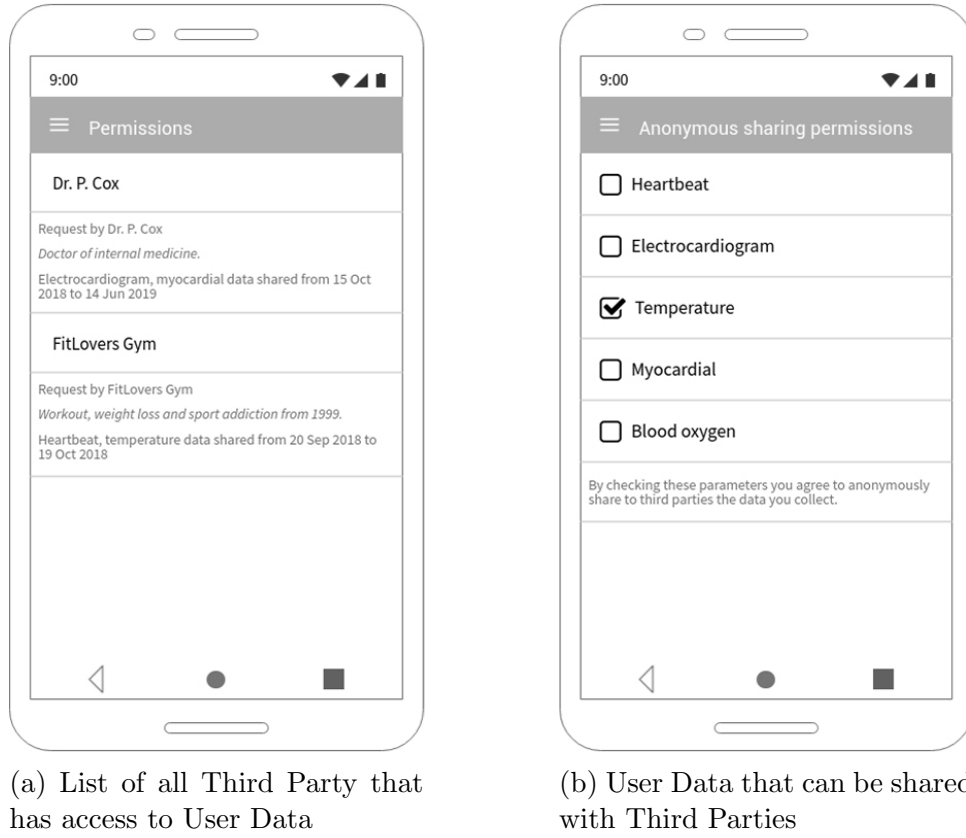 9:00
Permissions
Dr. P. Cox
Request by Dr. P. Cox
Doctor of internal medicine.
Electrocardiogram, myocardial data shared from 15 Oct
2018 to 14 Jun 2019
FitLovers Gym
Request by FitLovers Gym
Workout, weight loss and sport addiction from 1999.
Heartbeat, temperature data shared from 20 Sep 2018 to
19 Oct 2018
(a) List of all Third Party that
has access to User Data
9:00
Anonymous sharing permissions
Heartbeat
Electrocardiogram
Temperature
Myocardial
Blood oxygen
By checking these parameters you agree to anonymously
share to third parties the data you collect.
(b) User Data that can be shared
with Third Parties